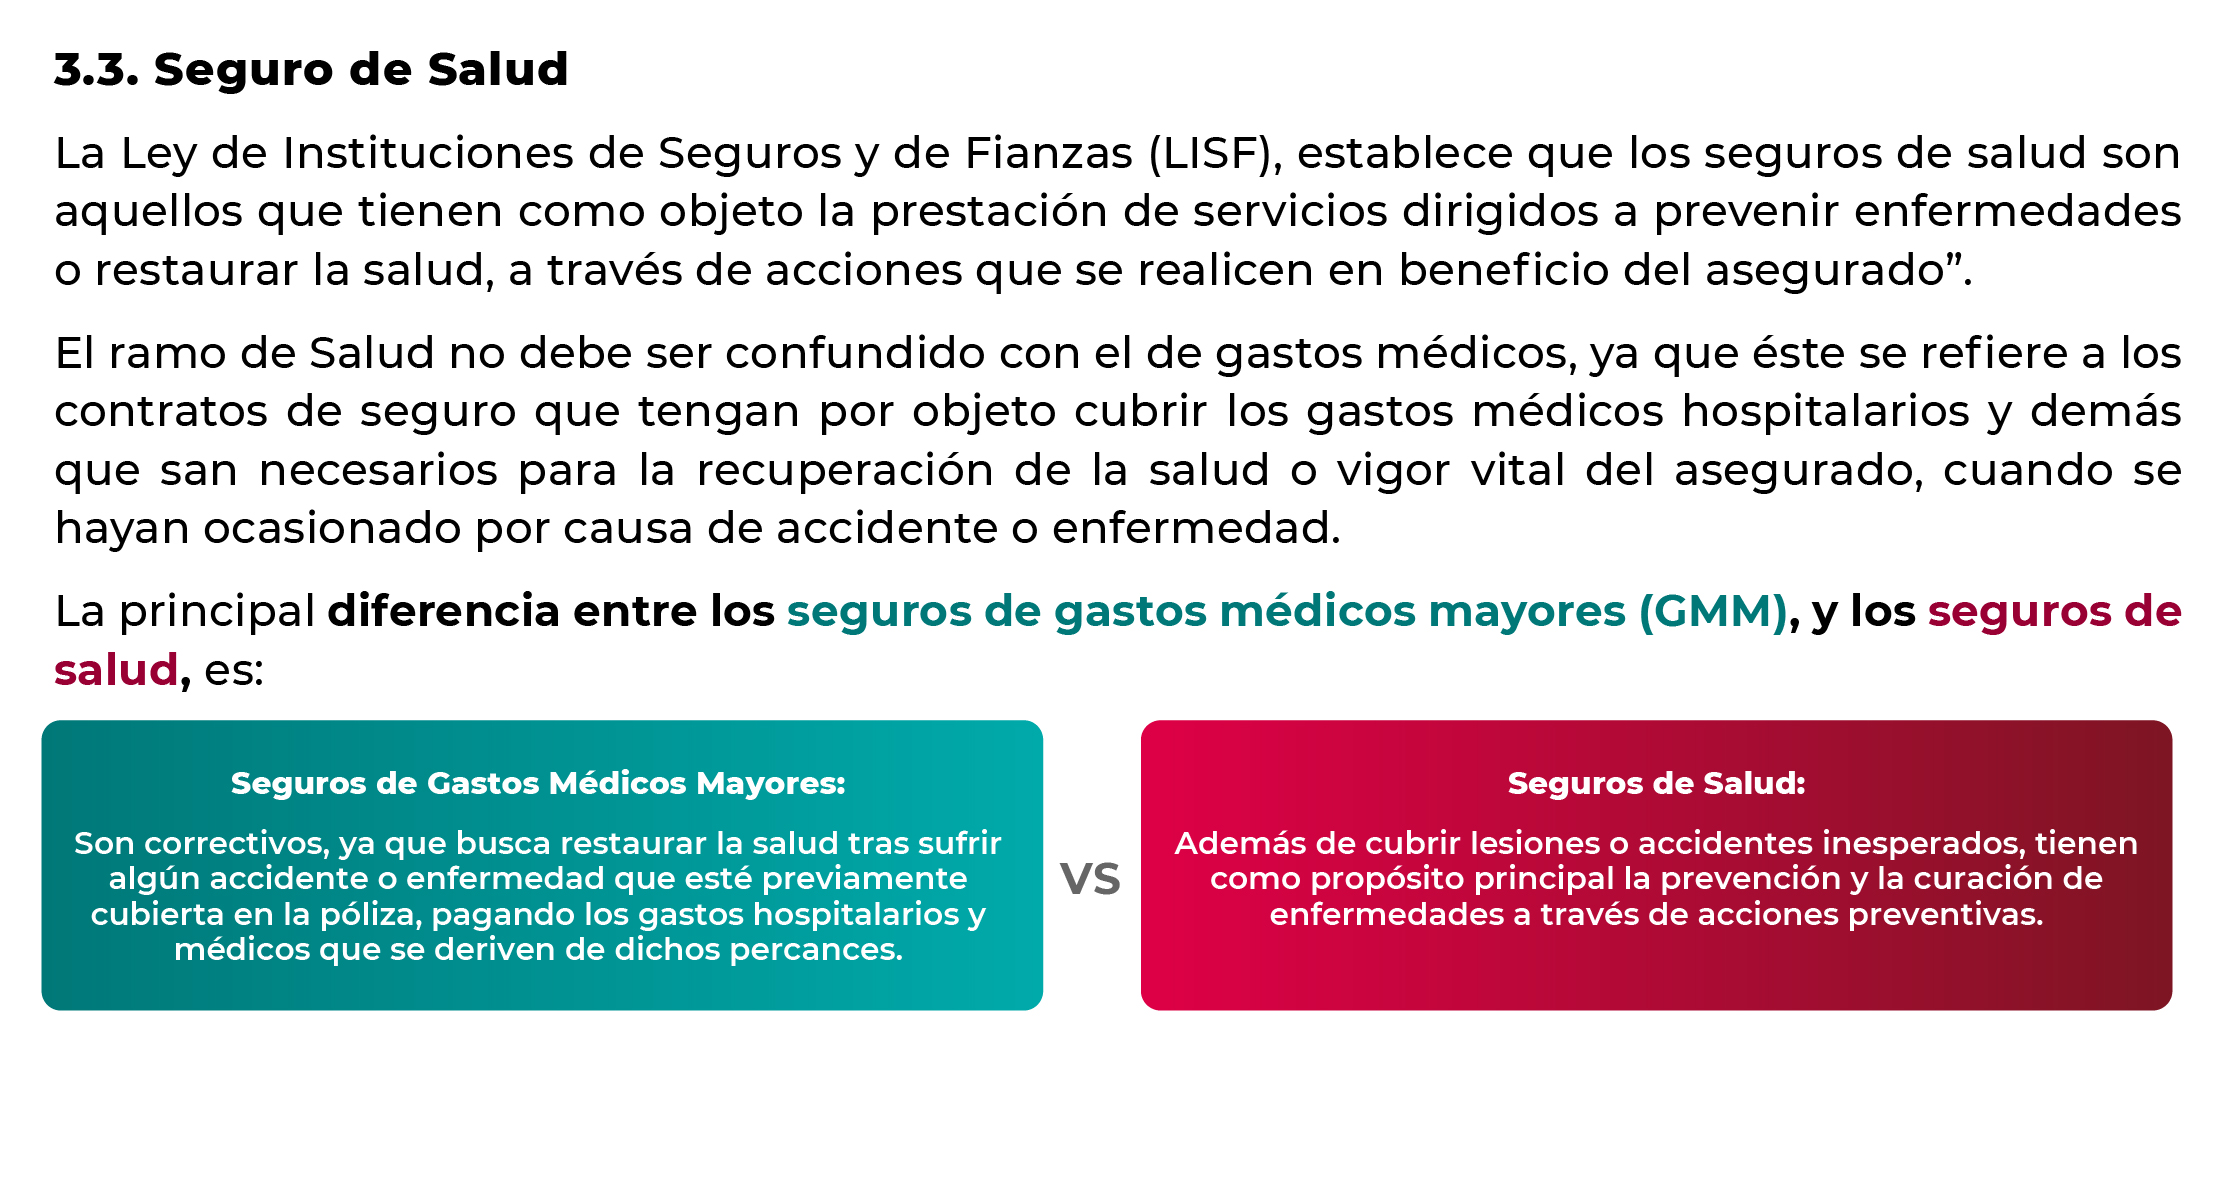 3.3. Seguro de Salud
La Ley de Instituciones de Seguros y de Fianzas (LISF), establece que los seguros de salud son
aquellos que tienen como objeto la prestación de servicios dirigidos a prevenir enfermedades
o restaurar la salud, a través de acciones que se realicen en beneficio del asegurado”.
El ramo de Salud no debe ser confundido con el de gastos médicos, ya que éste se refiere a los
contratos de seguro que tengan por objeto cubrir los gastos médicos hospitalarios y demás
que san necesarios para la recuperación de la salud o vigor vital del asegurado, cuando se
hayan ocasionado por causa de accidente o enfermedad.
La principal diferencia entre los seguros de gastos médicos mayores (GMM), y los seguros de
salud, es:
Seguros de Gastos Médicos Mayores:
Son correctivos, ya que busca restaurar la salud tras sufrir
algún accidente o enfermedad que esté previamente
cubierta en la póliza, pagando los gastos hospitalarios y
médicos que se deriven de dichos percances.
VS
Seguros de Salud:
Además de cubrir lesiones o accidentes inesperados, tienen
como propósito principal la prevención y la curación de
enfermedades a través de acciones preventivas.